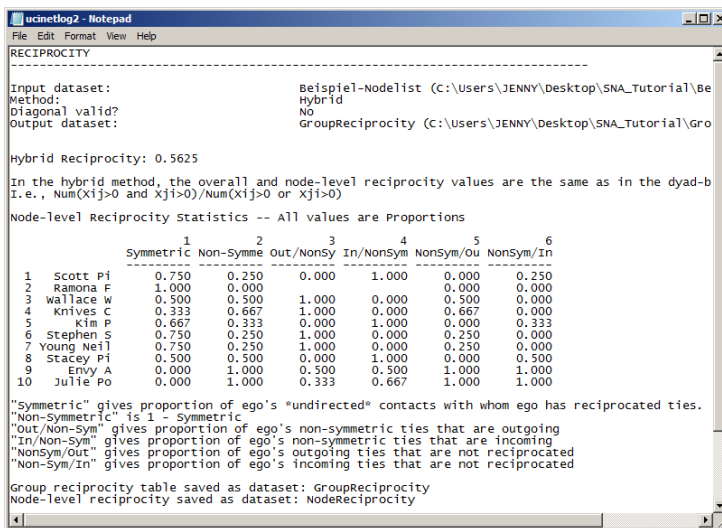 ucinetlog2 - Notepad
File Edit Format View Help
RECIPROCITY
--------------------------------------------------------------------------------
Input dataset: Beispiel-Nodelist (C:\Users\JENNY\Desktop\SNA_Tutorial\Be
Method: Hybrid
Diagonal valid? No
Output dataset: GroupReciprocity (C:\Users\JENNY\Desktop\SNA_Tutorial\Gro
Hybrid Reciprocity: 0.5625
In the hybrid method, the overall and node-level reciprocity values are the same as in the dyad-b
I.e., Num(Xij>0 and Xji>0)/Num(Xij>0 or Xji>0)
Node-level Reciprocity Statistics -- All values are Proportions
1 2 3 4 5 6
Symmetric Non-Symme Out/NonSy In/NonSym NonSym/Ou NonSym/In
--------- --------- --------- --------- --------- ---------
1 Scott Pi 0.750 0.250 0.000 1.000 0.000 0.250
2 Ramona F 1.000 0.000 0.000 0.000
3 Wallace W 0.500 0.500 1.000 0.000 0.500 0.000
4 Knives C 0.333 0.667 1.000 0.000 0.667 0.000
5 Kim P 0.667 0.333 0.000 1.000 0.000 0.333
6 Stephen S 0.750 0.250 1.000 0.000 0.250 0.000
7 Young Neil 0.750 0.250 1.000 0.000 0.250 0.000
8 Stacey Pi 0.500 0.500 0.000 1.000 0.000 0.500
9 Envy A 0.000 1.000 0.500 0.500 1.000 1.000
10 Julie Po 0.000 1.000 0.333 0.667 1.000 1.000
"Symmetric" gives proportion of ego's *undirected* contacts with whom ego has reciprocated ties.
"Non-Symmetric" is 1 - Symmetric
"Out/Non-Sym" gives proportion of ego's non-symmetric ties that are outgoing
"In/Non-Sym" gives proportion of ego's non-symmetric ties that are incoming
"NonSym/Out" gives proportion of ego's outgoing ties that are not reciprocated
"Non-Sym/In" gives proportion of ego's incoming ties that are not reciprocated
Group reciprocity table saved as dataset: GroupReciprocity
Node-level reciprocity saved as dataset: NodeReciprocity